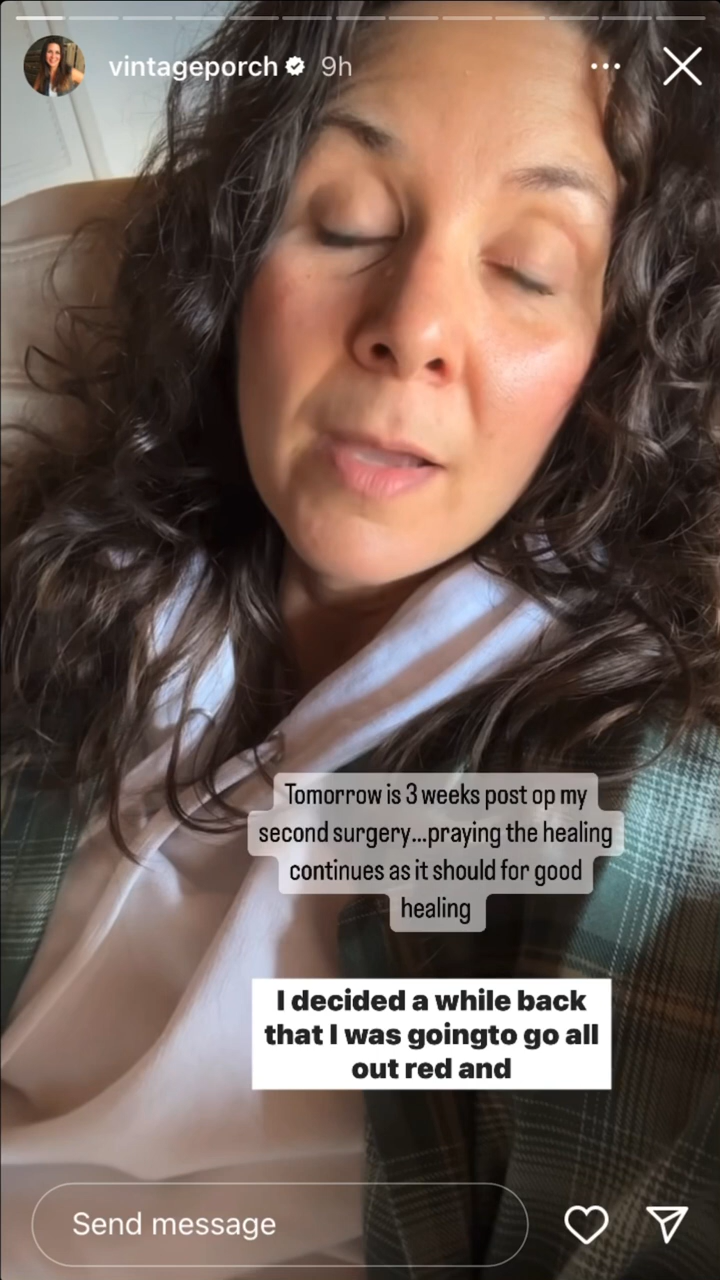 vintageporch 9h
Tomorrow is 3 weeks post op my
second surgery...praying the healing
continues as it should for good
healing
I decided a while back
that I was goingto go all
out red and
Send message